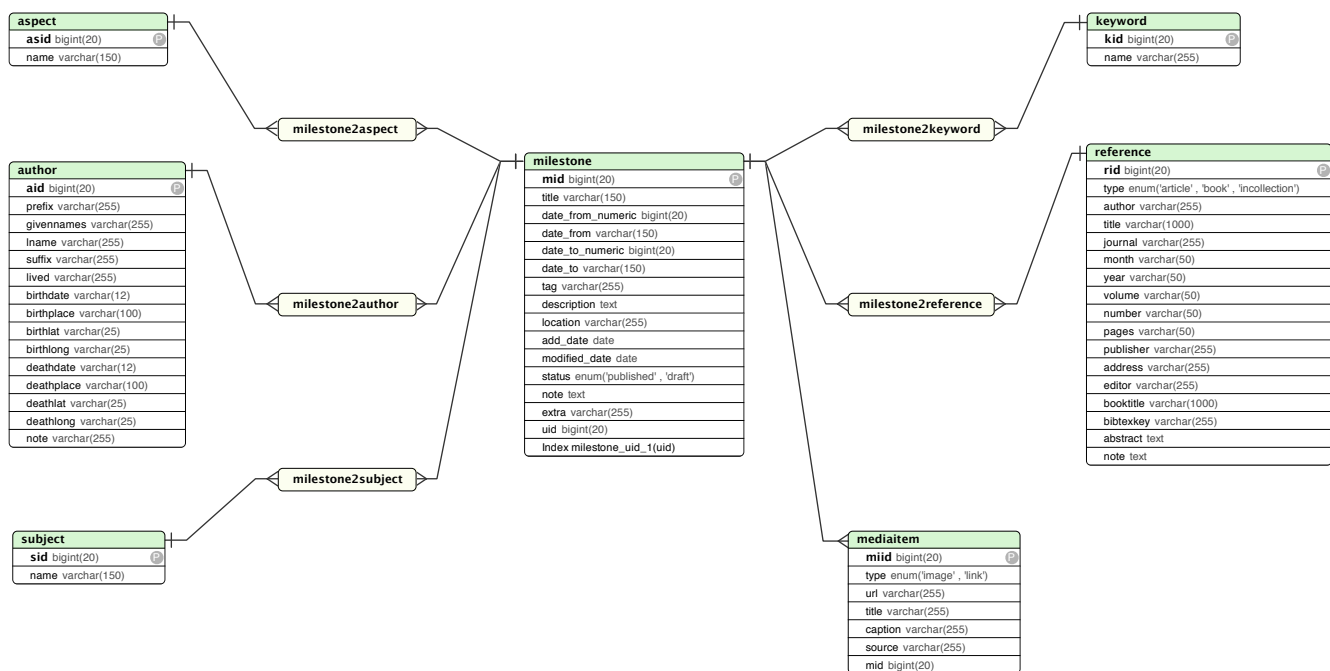 aspect
asid bigint(20) P
name varchar(150)
milestone2aspect
author
aid bigint(20) P
prefix varchar(255)
givennames varchar(255)
lname varchar(255)
suffix varchar(255)
lived varchar(255)
birthdate varchar(12)
birthplace varchar(100)
birthlat varchar(25)
birthlong varchar(25)
deathdate varchar(12)
deathplace varchar(100)
deathlat varchar(25)
deathlong varchar(25)
note varchar(255)
milestone2author
milestone2subject
subject
sid bigint(20) P
name varchar(150)
milestone
mid bigint(20) P
title varchar(150)
date_from_numeric bigint(20)
date_from varchar(150)
date_to_numeric bigint(20)
date_to varchar(150)
tag varchar(255)
description text
location varchar(255)
add_date date
modified_date date
status enum('published' , 'draft')
note text
extra varchar(255)
uid bigint(20)
Index milestone_uid_1(uid)
keyword
kid bigint(20) P
name varchar(255)
milestone2keyword
reference
rid bigint(20) P
type enum('article' , 'book' , 'incollection')
author varchar(255)
title varchar(1000)
journal varchar(255)
month varchar(50)
year varchar(50)
volume varchar(50)
number varchar(50)
pages varchar(50)
publisher varchar(255)
address varchar(255)
editor varchar(255)
booktitle varchar(1000)
bibtexkey varchar(255)
abstract text
note text
milestone2reference
mediaitem
miid bigint(20) P
type enum('image' , 'link')
url varchar(255)
title varchar(255)
caption varchar(255)
source varchar(255)
mid bigint(20)